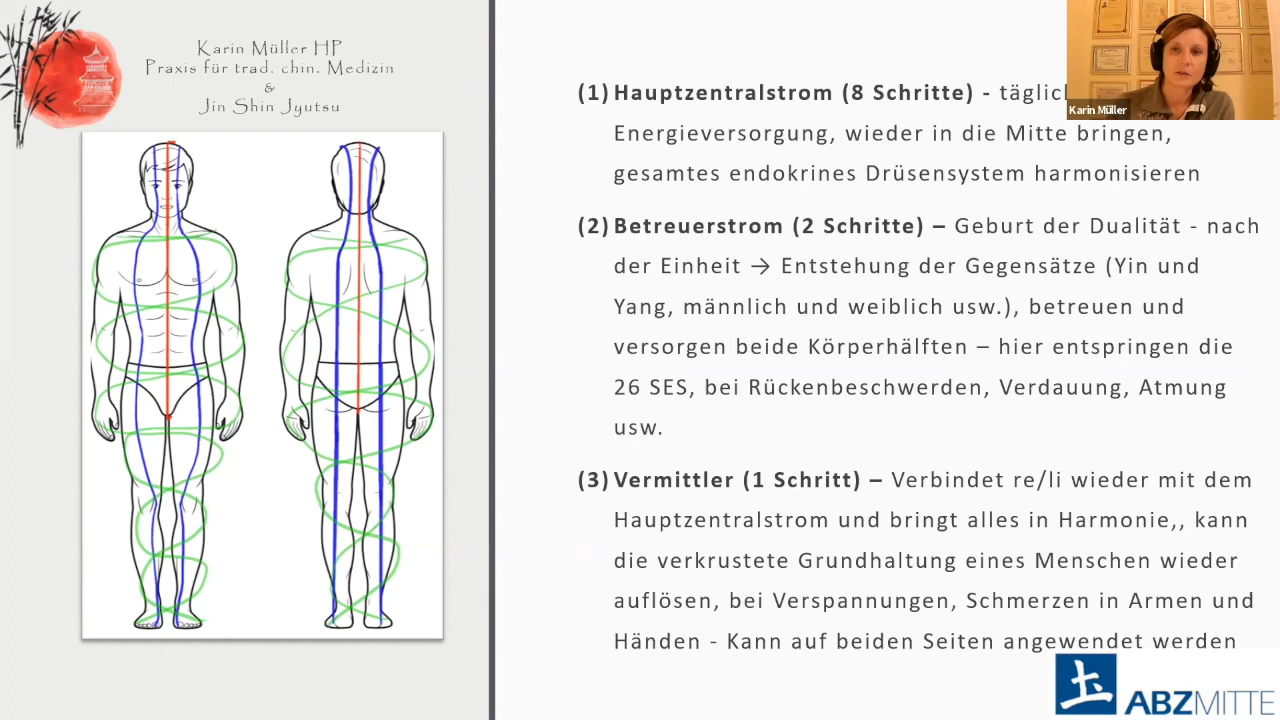 Karin Müller HP
Praxis für trad. chin. Medizin
&
Jin Shin Jyutsu
(1) Hauptzentralstrom (8 Schritte) - täglic
Energieversorgung, wieder in die Mitte bringen,
gesamtes endokrines Drüsensystem harmonisieren
(2) Betreuerstrom (2 Schritte) – Geburt der Dualität - nach
der Einheit → Entstehung der Gegensätze (Yin und
Yang, männlich und weiblich usw.), betreuen und
versorgen beide Körperhälften – hier entspringen die
26 SES, bei Rückenbeschwerden, Verdauung, Atmung
usw.
(3) Vermittler (1 Schritt) – Verbindet re/li wieder mit dem
Hauptzentralstrom und bringt alles in Harmonie,, kann
die verkrustete Grundhaltung eines Menschen wieder
auflösen, bei Verspannungen, Schmerzen in Armen und
Händen - Kann auf beiden Seiten angewendet werden
Karin Müller
土 ABZMITTE